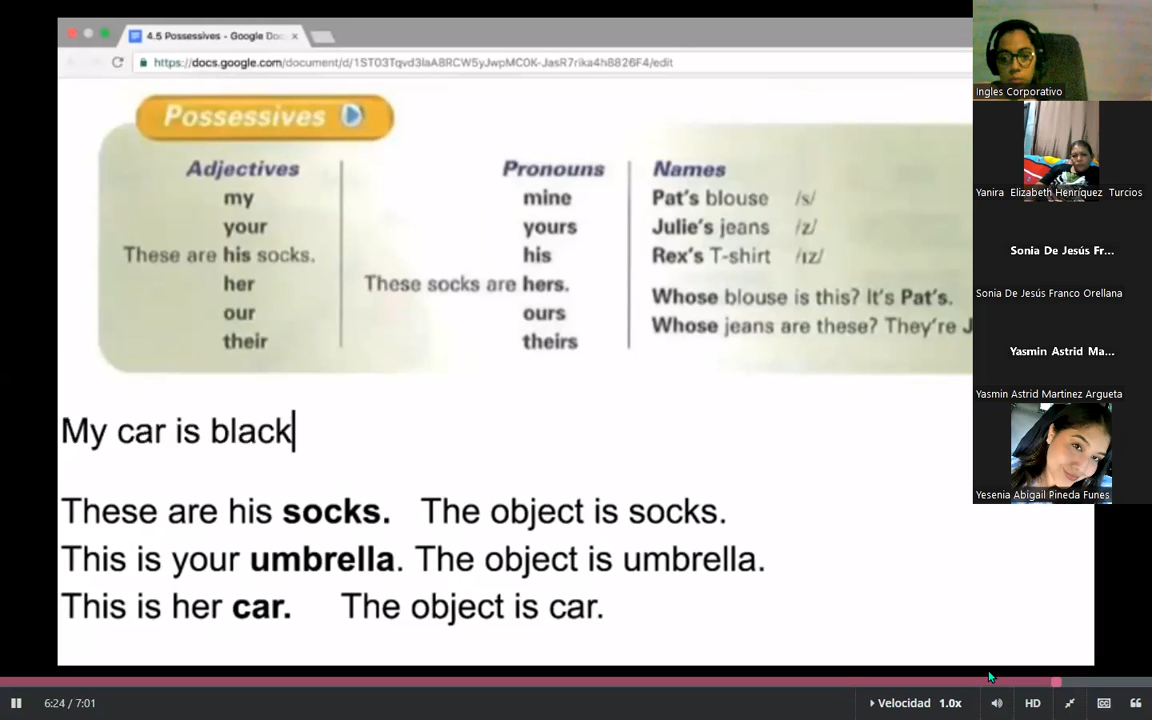 4.5 Possessives - Google Doc
https://docs.google.com/document/d/1ST03Tqvd3laA8RCW5yJwpMC0K-JasR7rika4h8826F4/edit
Possessives
Adjectives
my
your
These are his socks.
her
our
their
Pronouns
mine
yours
his
These socks are hers.
ours
theirs
Names
Pat's blouse /s/
Julie's jeans /z/
Rex's T-shirt /ɪz/
Whose blouse is this? It's Pat's.
Whose jeans are these? They're J
My car is black
These are his socks. The object is socks.
This is your umbrella. The object is umbrella.
This is her car. The object is car.
Ingles Corporativo
Yanira Elizabeth Henríquez Turcios
Sonia De Jesús Fr...
Sonia De Jesús Franco Orellana
Yasmin Astrid Ma...
Yasmin Astrid Martinez Argueta
Yesenia Abigail Pineda Funes
6:24 / 7:01
Velocidad 1.0x
HD